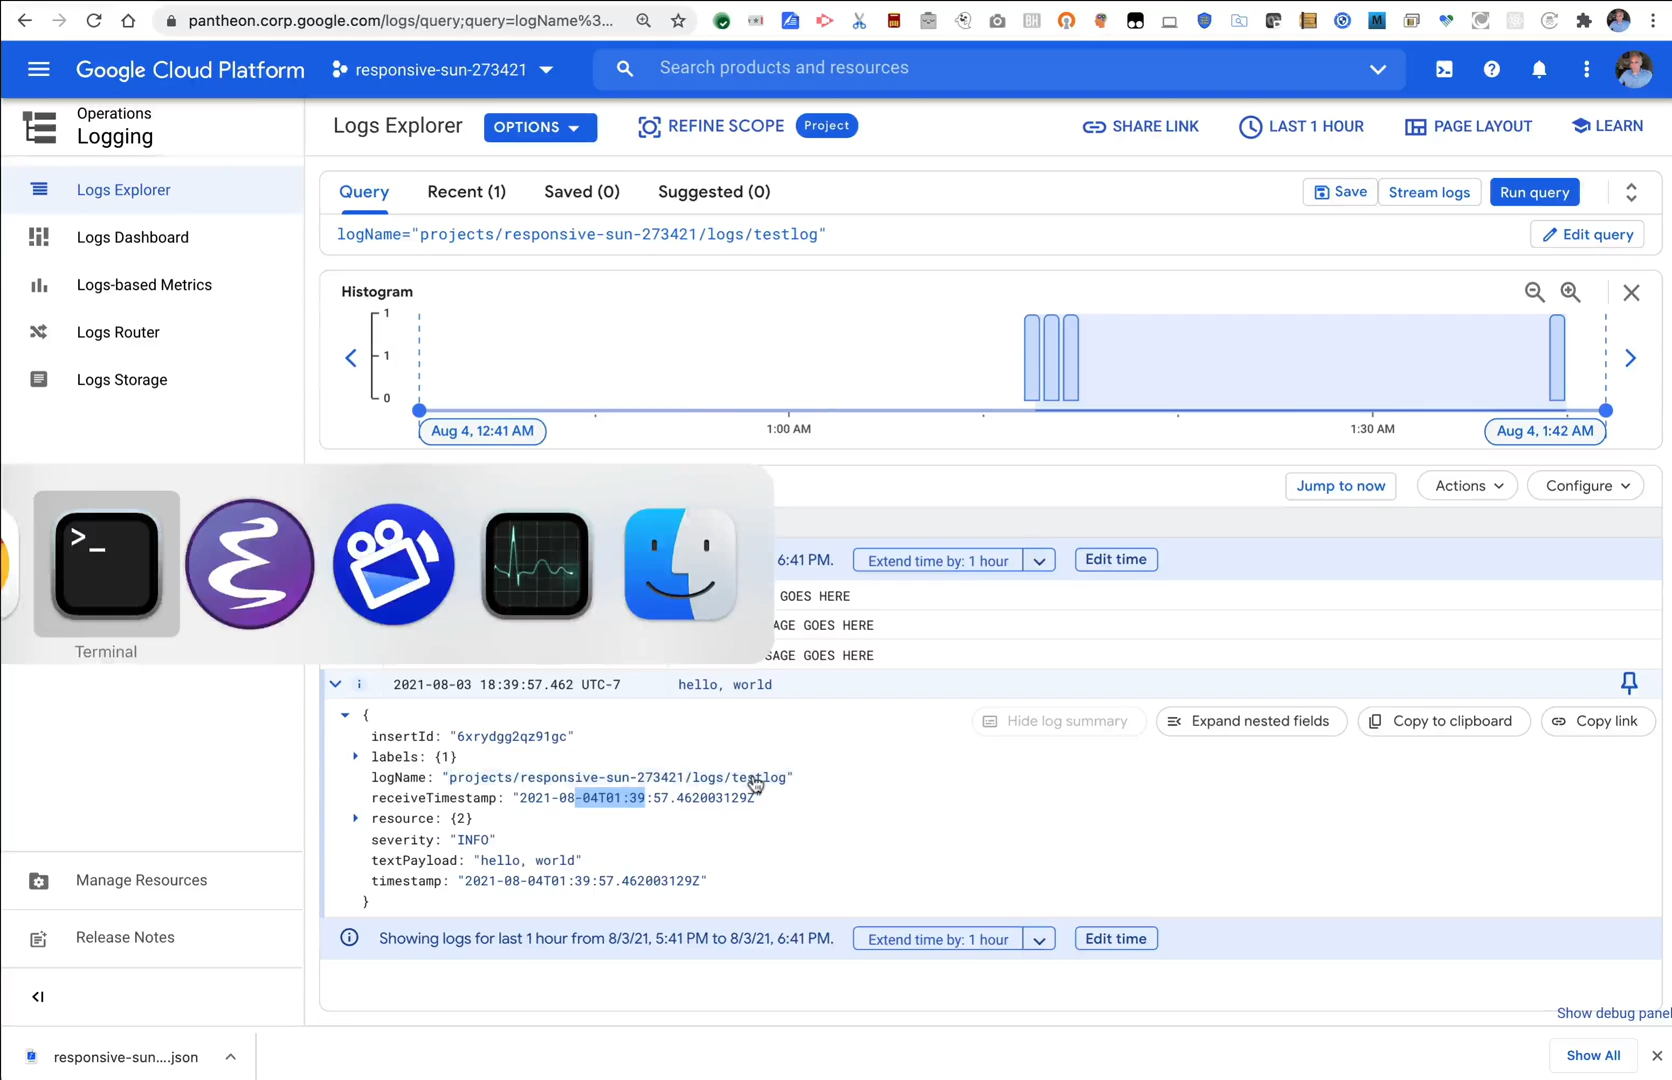 pantheon.corp.google.com/logs/query;query=logName%3...
Google Cloud Platform
responsive-sun-273421
Search products and resources
Operations
Logging
Logs Explorer
OPTIONS
REFINE SCOPE
Project
SHARE LINK
LAST 1 HOUR
PAGE LAYOUT
LEARN
Logs Explorer
Logs Dashboard
Logs-based Metrics
Logs Router
Logs Storage
Query
Recent (1)
Saved (0)
Suggested (0)
Save
Stream logs
Run query
logName="projects/responsive-sun-273421/logs/testlog"
Edit query
Histogram
1
1
0
1:00 AM
1:30 AM
Aug 4, 12:41 AM
Aug 4, 1:42 AM
Jump to now
Actions
Configure
Terminal
6:41 PM.
Extend time by: 1 hour
Edit time
GOES HERE
AGE GOES HERE
SAGE GOES HERE
2021-08-03 18:39:57.462 UTC-7
hello, world
Hide log summary
Expand nested fields
Copy to clipboard
Copy link
{
insertId: "6xrydgg2qz91gc"
labels: {1}
logName: "projects/responsive-sun-273421/logs/testlog"
receiveTimestamp: "2021-08-04T01:39:57.462003129Z"
resource: {2}
severity: "INFO"
textPayload: "hello, world"
timestamp: "2021-08-04T01:39:57.462003129Z"
}
Showing logs for last 1 hour from 8/3/21, 5:41 PM to 8/3/21, 6:41 PM.
Extend time by: 1 hour
Edit time
Manage Resources
Release Notes
Show debug panel
responsive-sun....json
Show All